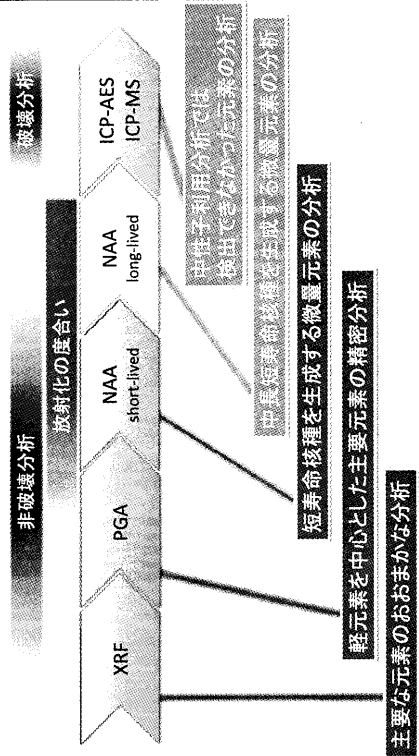 非破壊分析
破壊分析
放射化の度合い
XRF
PGA
NAA
short-lived
NAA
long-lived
ICP-AES
ICP-MS
中性子利用分析では
検出できなかった元素の分析
中長短寿命核種を生成する微量元素の分析
短寿命核種を生成する微量元素の分析
軽元素を中心とした主要元素の精密分析
主要な元素のおおまかな分析